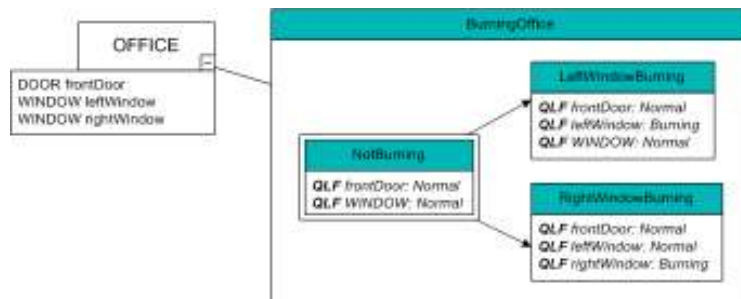 OFFICE
DOOR frontDoor
WINDOW leftWindow
WINDOW rightWindow
BurningOffice
NotBurning
QLF frontDoor: Normal
QLF WINDOW: Normal
LeftWindowBurning
QLF frontDoor: Normal
QLF leftWindow: Burning
QLF WINDOW: Normal
RightWindowBurning
QLF frontDoor: Normal
QLF leftWindow: Normal
QLF rightWindow: Burning